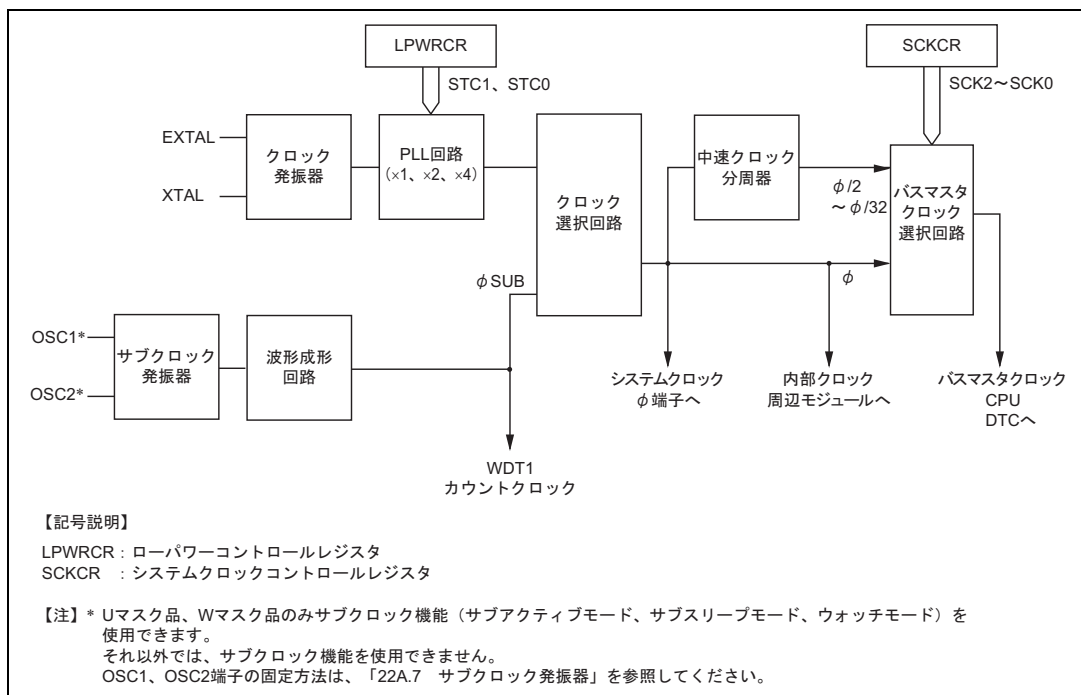 LPWRCR
SCKCR
STC1、STC0
SCK2～SCK0
EXTAL
XTAL
クロック
発振器
PLL回路
（×1、×2、×4）
クロック
選択回路
中速クロック
分周器
φ/2
～φ/32
バスマスタ
クロック
選択回路
φSUB
φ
OSC1*
OSC2*
サブクロック
発振器
波形成形
回路
システムクロック
φ端子へ
内部クロック
周辺モジュールへ
バスマスタクロック
CPU
DTCへ
WDT1
カウントクロック
【記号説明】
LPWRCR：ローパワーコントロールレジスタ
SCKCR ：システムクロックコントロールレジスタ
【注】* Uマスク品、Wマスク品のみサブクロック機能（サブアクティブモード、サブスリープモード、ウォッチモード）を
使用できます。
それ以外では、サブクロック機能を使用できません。
OSC1、OSC2端子の固定方法は、「22A.7 サブクロック発振器」を参照してください。